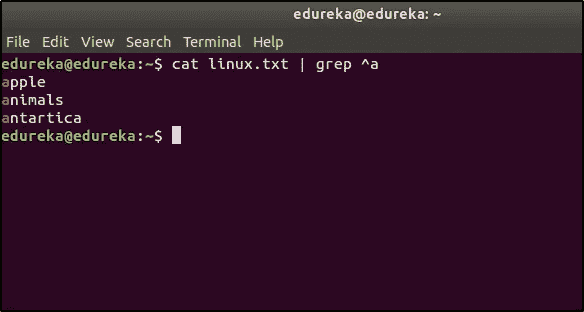 edureka@edureka: ~
File Edit View Search Terminal Help
edureka@edureka:~$ cat linux.txt | grep ^a
apple
animals
antartica
edureka@edureka:~$